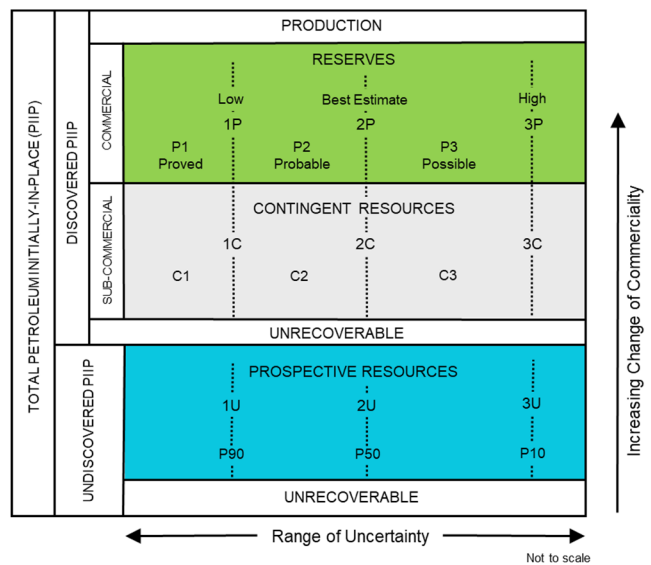 TOTAL PETROLEUM INITIALLY-IN-PLACE (PIIP)
DISCOVERED PIIP
UNDISCOVERED PIIP
COMMERCIAL
SUB-COMMERCIAL
PRODUCTION
RESERVES
Low Best Estimate High
1P 2P 3P
P1 P2 P3
Proved Probable Possible
CONTINGENT RESOURCES
1C 2C 3C
C1 C2 C3
UNRECOVERABLE
PROSPECTIVE RESOURCES
1U 2U 3U
P90 P50 P10
UNRECOVERABLE
Increasing Change of Commerciality
Range of Uncertainty
Not to scale